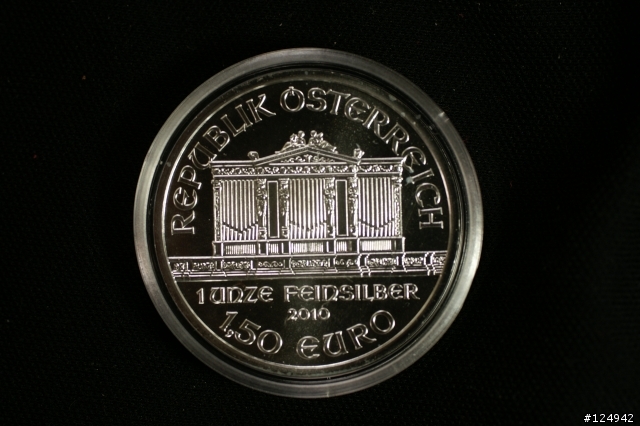 REPUBLIK ÖSTERREICH
1 UNZE FEINSILBER
2010
1,50 EURO
#124942